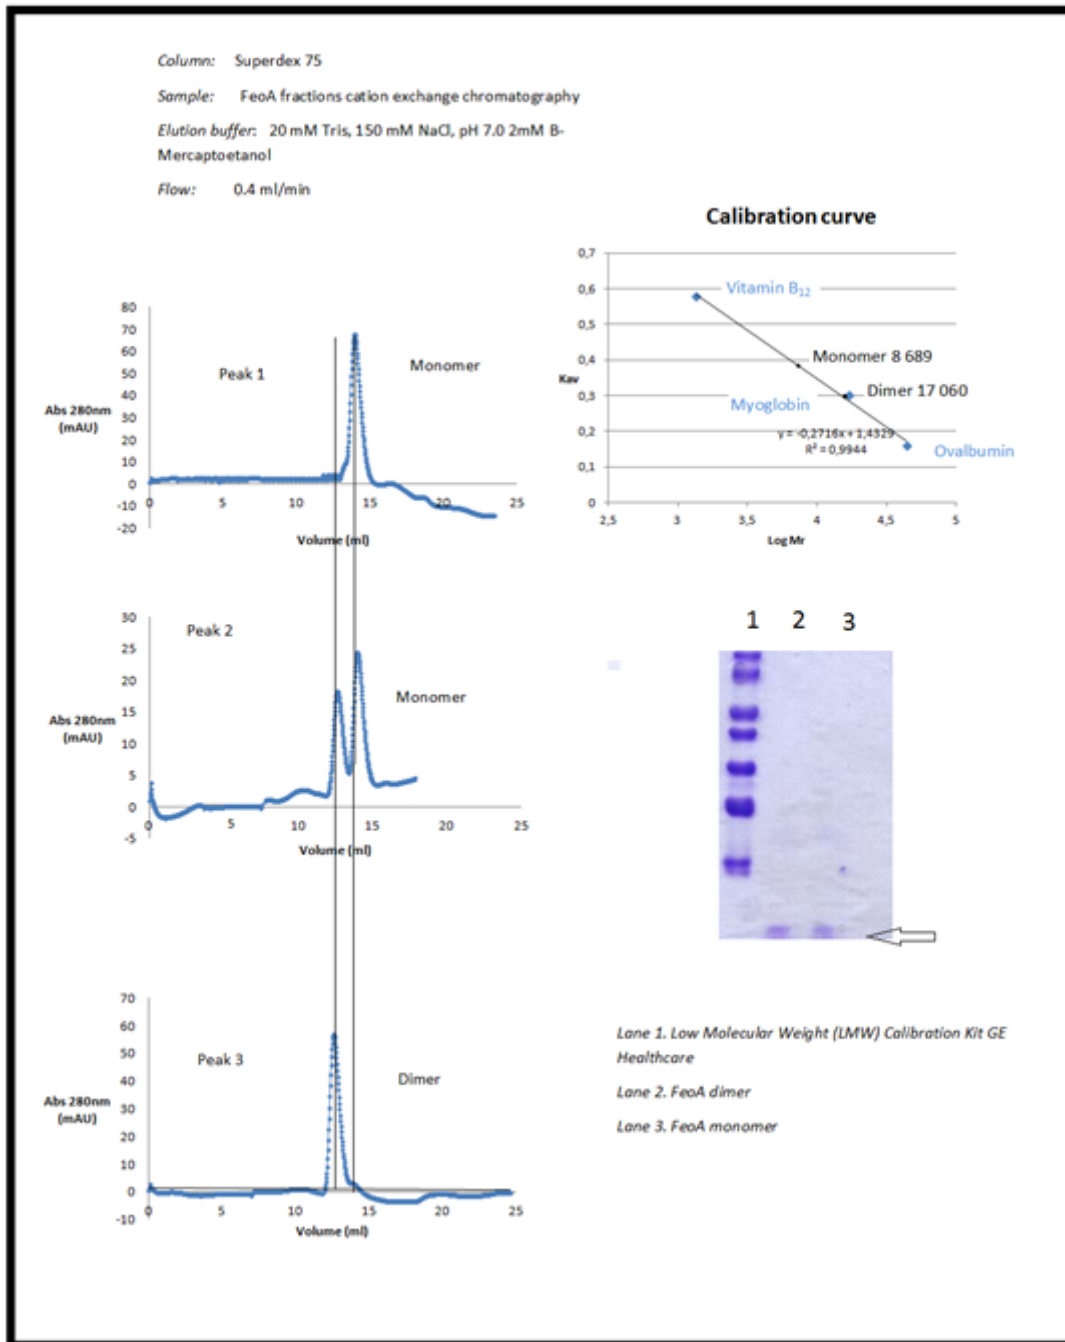 Column: Superdex 75
Sample: FeoA fractions cation exchange chromatography
Elution buffer: 20 mM Tris, 150 mM NaCl, pH 7.0 2mM B-
Mercaptoetanol
Flow: 0.4 ml/min
Calibration curve
0,7
0,6
0,5
0,4
0,3
0,2
0,1
0
Kav
Vitamin B12
Monomer 8 689
Dimer 17 060
Myoglobin
y = -0,2716x + 1,4329
R² = 0,9944
Ovalbumin
2,5 3 3,5 4 4,5 5
Log Mr
80
70
60
50
40
30
20
10
0
-10
-20
Abs 280nm
(mAU)
Peak 1
Monomer
0 5 10 15 20 25
Volume (ml)
30
25
20
15
10
5
0
-5
Abs 280nm
(mAU)
Peak 2
Monomer
0 5 10 15 20 25
Volume (ml)
1 2 3
70
60
50
40
30
20
10
0
-10
Abs 280nm
(mAU)
Peak 3
Dimer
0 5 10 15 20 25
Volume (ml)
Lane 1. Low Molecular Weight (LMW) Calibration Kit GE
Healthcare
Lane 2. FeoA dimer
Lane 3. FeoA monomer